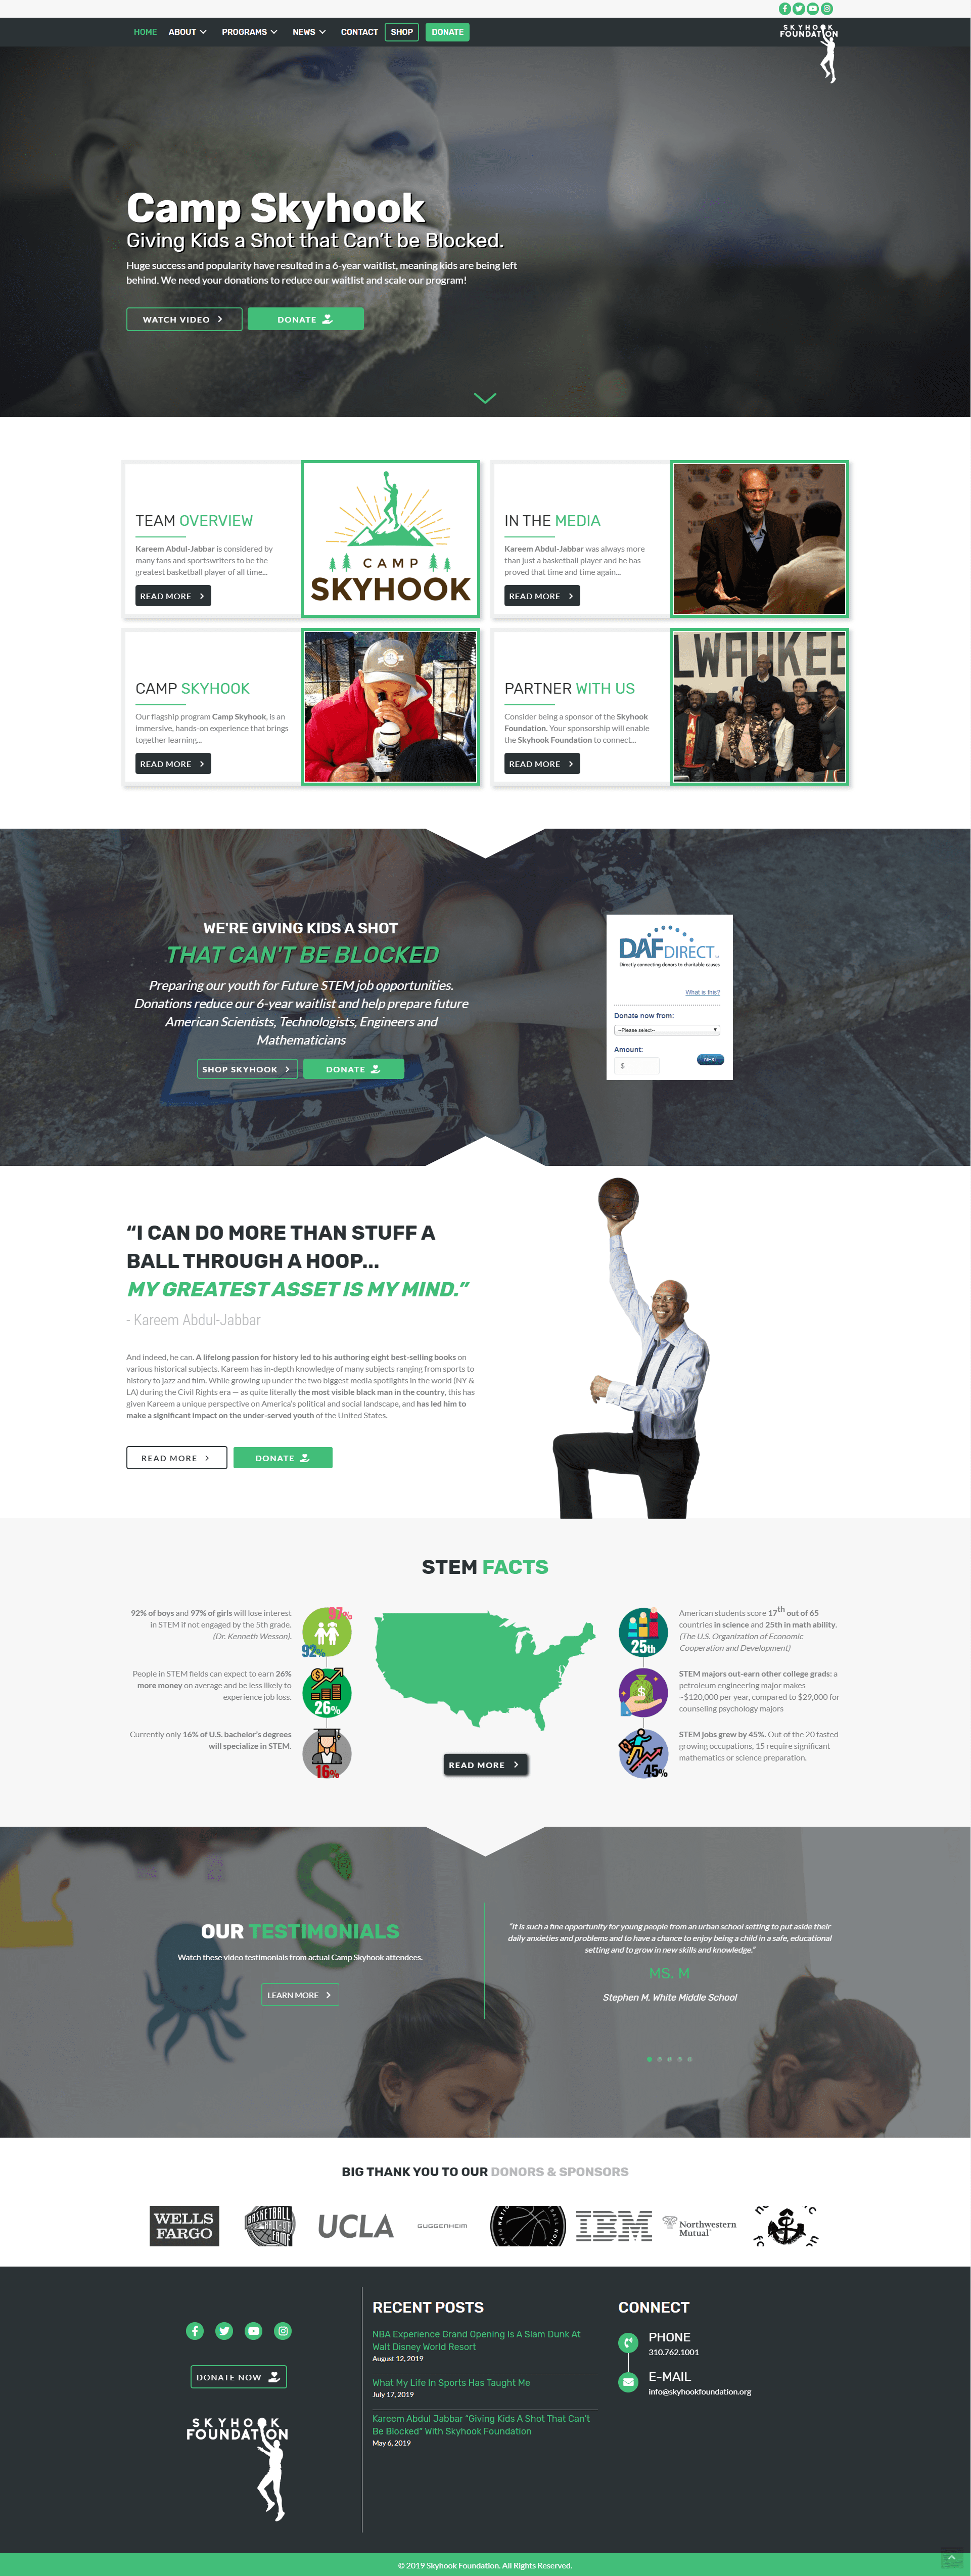 HOME ABOUT PROGRAMS NEWS CONTACT SHOP DONATE
SKYHOOK
FOUNDATION
Camp Skyhook
Giving Kids a Shot that Can't be Blocked.
Huge success and popularity have resulted in a 6-year waitlist, meaning kids are being left
behind. We need your donations to reduce our waitlist and scale our program!
WATCH VIDEO DONATE
TEAM OVERVIEW
Kareem Abdul-Jabbar is considered by
many fans and sportswriters to be the
greatest basketball player of all time...
READ MORE
CAMP
SKYHOOK
IN THE MEDIA
Kareem Abdul-Jabbar was always more
than just a basketball player and he has
proved that time and time again...
READ MORE
CAMP SKYHOOK
Our flagship program Camp Skyhook, is an
immersive, hands-on experience that brings
together learning...
READ MORE
PARTNER WITH US
Consider being a sponsor of the Skyhook
Foundation. Your sponsorship will enable
the Skyhook Foundation to connect...
READ MORE
LWAUKEE
WE'RE GIVING KIDS A SHOT
THAT CAN'T BE BLOCKED
Preparing our youth for Future STEM job opportunities.
Donations reduce our 6-year waitlist and help prepare future
American Scientists, Technologists, Engineers and
Mathematicians
SHOP SKYHOOK DONATE
DAFDIRECT
Directly connecting donors to charitable causes
What is this?
Donate now from:
--Please select--
Amount:
$
NEXT
“I CAN DO MORE THAN STUFF A
BALL THROUGH A HOOP...
MY GREATEST ASSET IS MY MIND.”
- Kareem Abdul-Jabbar
And indeed, he can. A lifelong passion for history led to his authoring eight best-selling books on
various historical subjects. Kareem has in-depth knowledge of many subjects ranging from sports to
history to jazz and film. While growing up under the two biggest media spotlights in the world (NY &
LA) during the Civil Rights era — as quite literally the most visible black man in the country, this has
given Kareem a unique perspective on America's political and social landscape, and has led him to
make a significant impact on the under-served youth of the United States.
READ MORE DONATE
STEM FACTS
92% of boys and 97% of girls will lose interest
in STEM if not engaged by the 5th grade.
(Dr. Kenneth Wesson).
97%
92%
People in STEM fields can expect to earn 26%
more money on average and be less likely to
experience job loss.
26%
Currently only 16% of U.S. bachelor's degrees
will specialize in STEM.
16%
READ MORE
25th
American students score 17th out of 65
countries in science and 25th in math ability.
(The U.S. Organization of Economic
Cooperation and Development)
STEM majors out-earn other college grads: a
petroleum engineering major makes
~$120,000 per year, compared to $29,000 for
counseling psychology majors
45%
STEM jobs grew by 45%. Out of the 20 fastest
growing occupations, 15 require significant
mathematics or science preparation.
OUR TESTIMONIALS
Watch these video testimonials from actual Camp Skyhook attendees.
LEARN MORE
“It is such a fine opportunity for young people from an urban school setting to put aside their
daily anxieties and problems and to have a chance to enjoy being a child in a safe, educational
setting and to grow in new skills and knowledge.”
MS. M
Stephen M. White Middle School
BIG THANK YOU TO OUR DONORS & SPONSORS
WELLS
FARGO
BASKETBALL
HALL OF FAME
UCLA
GUGGENHEIM
IBM
Northwestern
Mutual
DONATE NOW
SKYHOOK
FOUNDATION
RECENT POSTS
NBA Experience Grand Opening Is A Slam Dunk At
Walt Disney World Resort
August 12, 2019
What My Life In Sports Has Taught Me
July 17, 2019
Kareem Abdul Jabbar “Giving Kids A Shot That Can't
Be Blocked” With Skyhook Foundation
May 6, 2019
CONNECT
PHONE
310.762.1001
E-MAIL
info@skyhookfoundation.org
© 2019 Skyhook Foundation. All Rights Reserved.